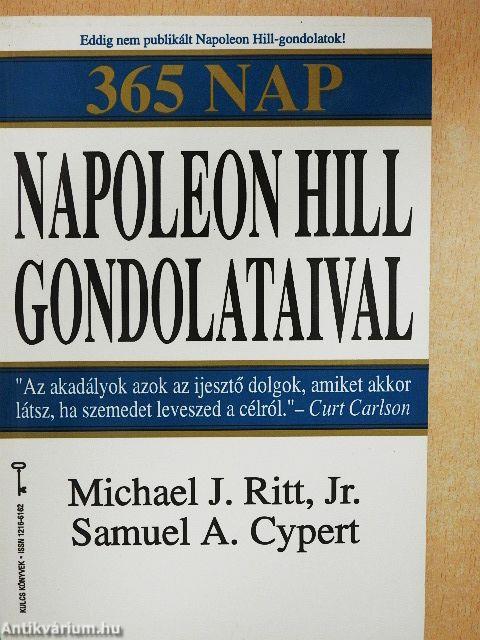 Eddig nem publikált Napoleon Hill-gondolatok!
365 NAP
NAPOLEON HILL
GONDOLATAIVAL
"Az akadályok azok az ijesztő dolgok, amiket akkor
látsz, ha szemedet leveszed a célról." – Curt Carlson
Michael J. Ritt, Jr.
Samuel A. Cypert
KULCS KÖNYVEK • ISSN 1216-6162
Antikvárium.hu